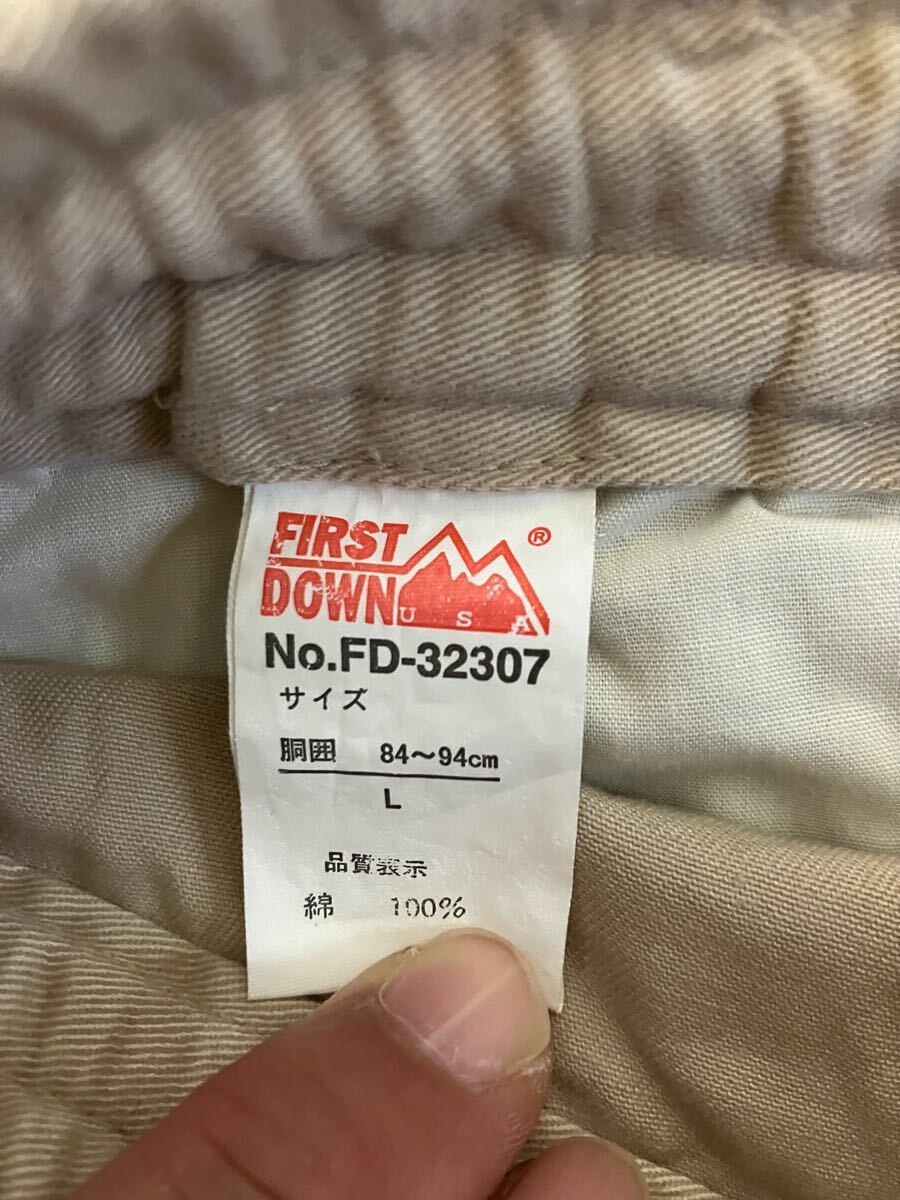 FIRST
DOWN USA ®
No.FD-32307
サイズ
胴囲 84〜94cm
L
品質表示
綿 100%